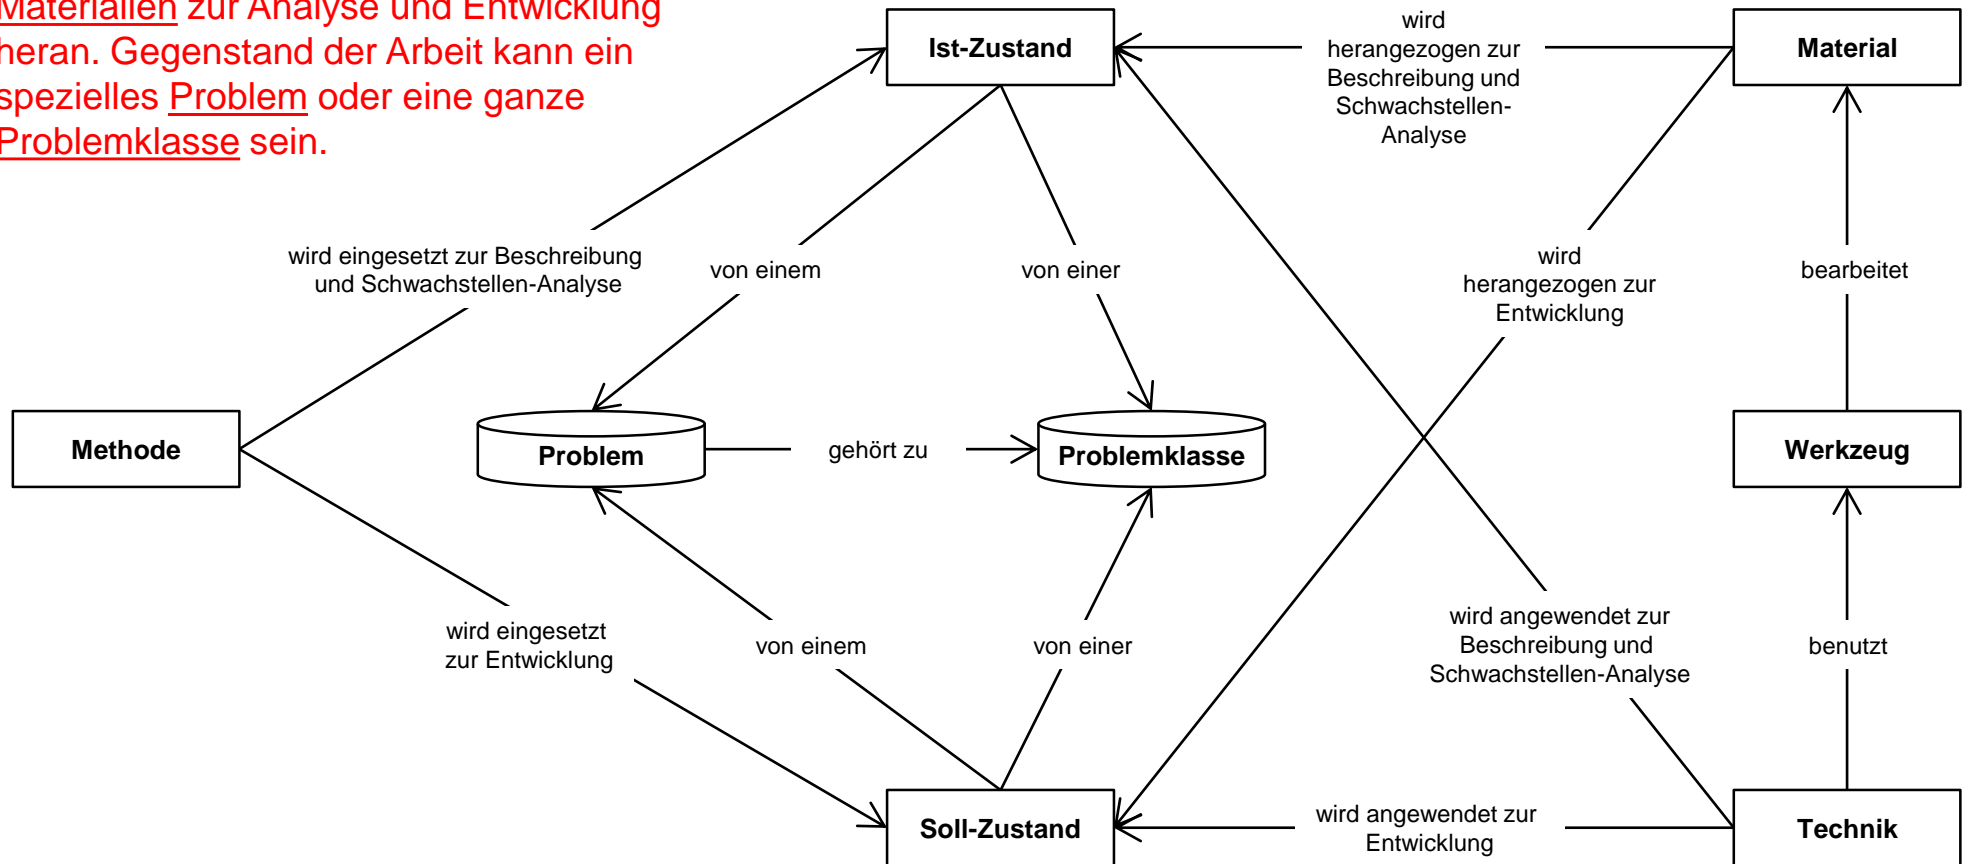 Materialien zur Analyse und Entwicklung
heran. Gegenstand der Arbeit kann ein
spezielles Problem oder eine ganze
Problemklasse sein.
Ist-Zustand
wird
herangezogen zur
Beschreibung und
Schwachstellen-
Analyse
Material
wird eingesetzt zur Beschreibung
und Schwachstellen-Analyse
von einem
von einer
wird
herangezogen zur
Entwicklung
bearbeitet
Methode
Problem
gehört zu
Problemklasse
Werkzeug
wird eingesetzt
zur Entwicklung
von einem
von einer
wird angewendet zur
Beschreibung und
Schwachstellen-Analyse
benutzt
Soll-Zustand
wird angewendet zur
Entwicklung
Technik